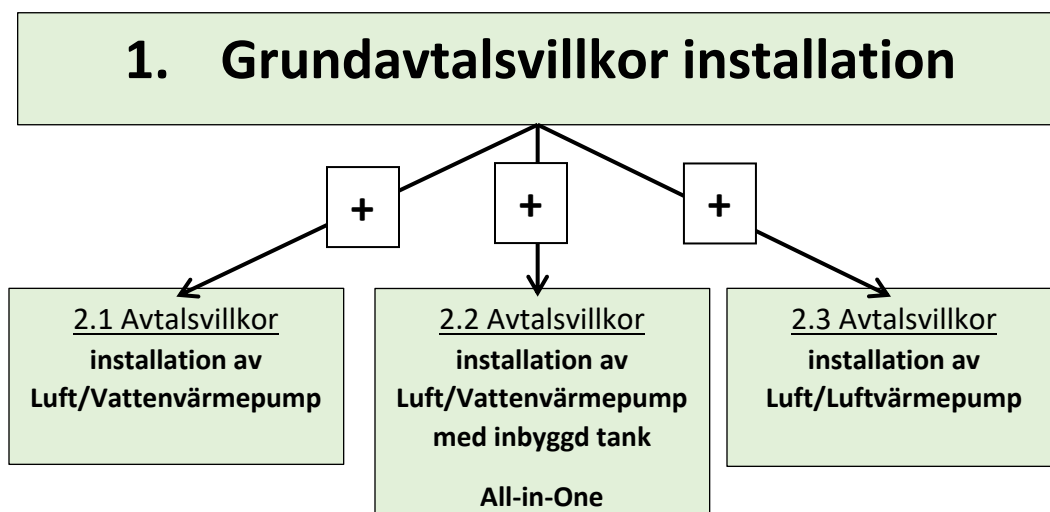 1. Grundavtalsvillkor installation
+
+
+
2.1 Avtalsvillkor
installation av
Luft/Vattenvärmepump
2.2 Avtalsvillkor
installation av
Luft/Vattenvärmepump
med inbyggd tank
All-in-One
2.3 Avtalsvillkor
installation av
Luft/Luftvärmepump